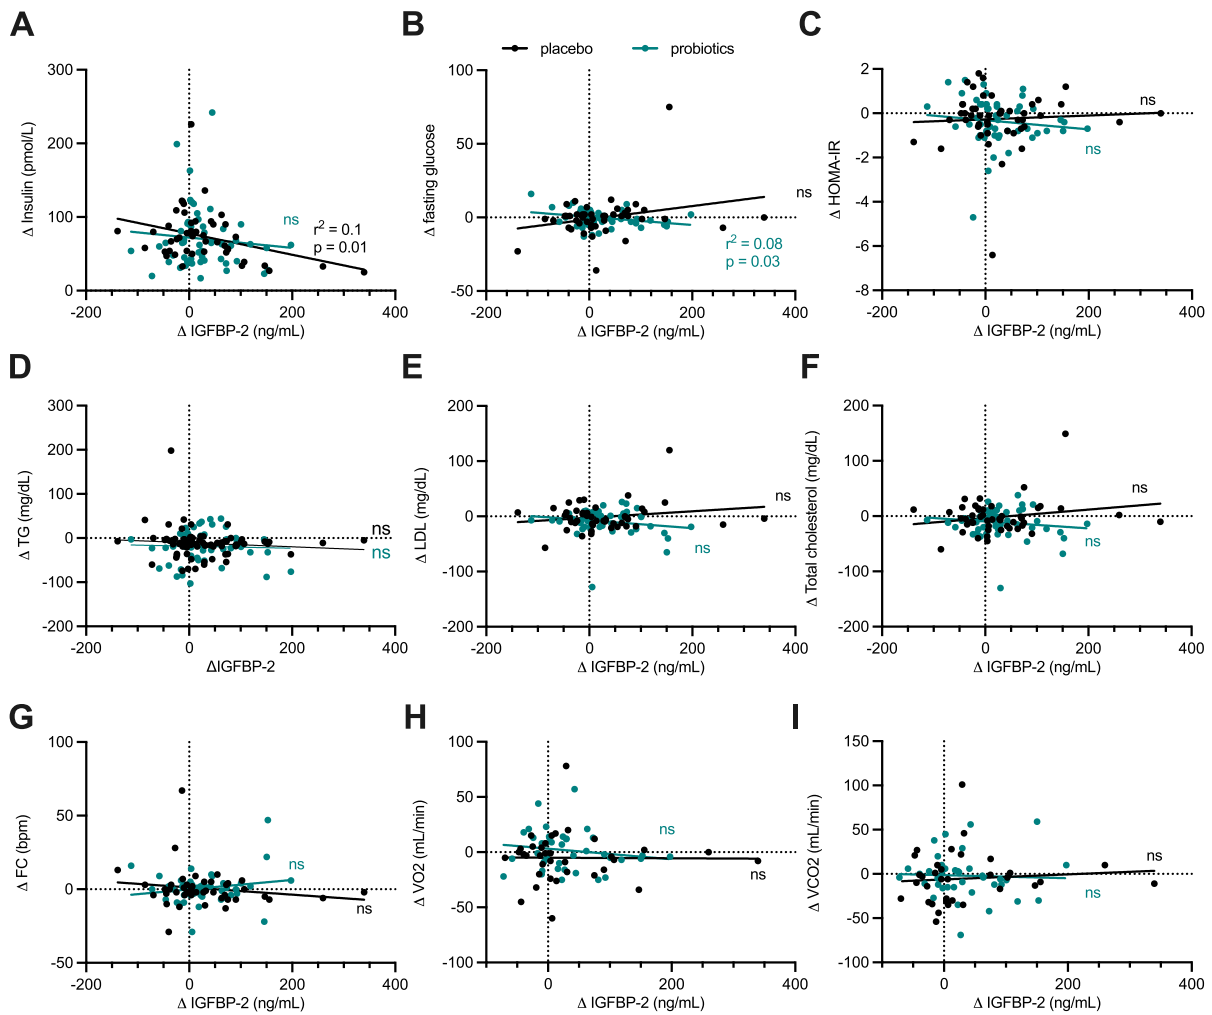 A
B
C
placebo
probiotics
300
200
100
0
-200
0
200
400
Δ Insulin (pmol/L)
Δ IGFBP-2 (ng/mL)
ns
r² = 0.1
p = 0.01
100
50
0
-50
-200
0
200
400
Δ fasting glucose
Δ IGFBP-2 (ng/mL)
ns
r² = 0.08
p = 0.03
2
0
-2
-4
-6
-8
-200
0
200
400
Δ HOMA-IR
Δ IGFBP-2 (ng/mL)
ns
ns
D
E
F
300
200
100
0
-100
-200
-200
0
200
400
Δ TG (mg/dL)
ΔIGFBP-2
ns
ns
200
100
0
-100
-200
-200
0
200
400
Δ LDL (mg/dL)
Δ IGFBP-2 (ng/mL)
ns
ns
200
100
0
-100
-200
-200
0
200
400
Δ Total cholesterol (mg/dL)
Δ IGFBP-2 (ng/mL)
ns
ns
G
H
I
100
50
0
-50
-200
0
200
400
Δ FC (bpm)
Δ IGFBP-2 (ng/mL)
ns
ns
100
50
0
-50
-100
0
200
400
Δ VO2 (mL/min)
Δ IGFBP-2 (ng/mL)
ns
ns
150
100
50
0
-50
-100
0
200
400
Δ VCO2 (mL/min)
Δ IGFBP-2 (ng/mL)
ns
ns